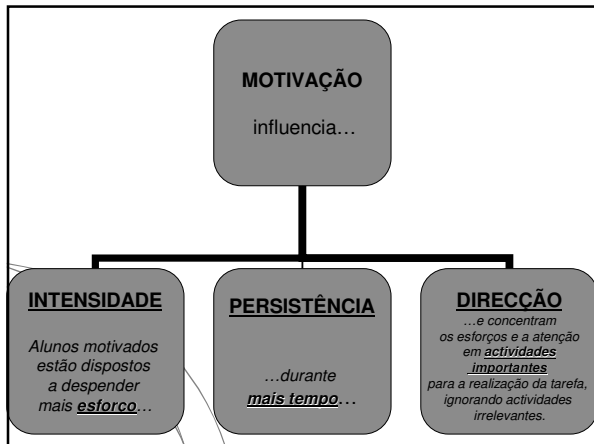 MOTIVAÇÃO
influencia…
INTENSIDADE
Alunos motivados
estão dispostos
a despender
mais esforco…
PERSISTÊNCIA
…durante
mais tempo…
DIRECÇÃO
…e concentram
os esforços e a atenção
em actividades
importantes
para a realização da tarefa,
ignorando actividades
irrelevantes.